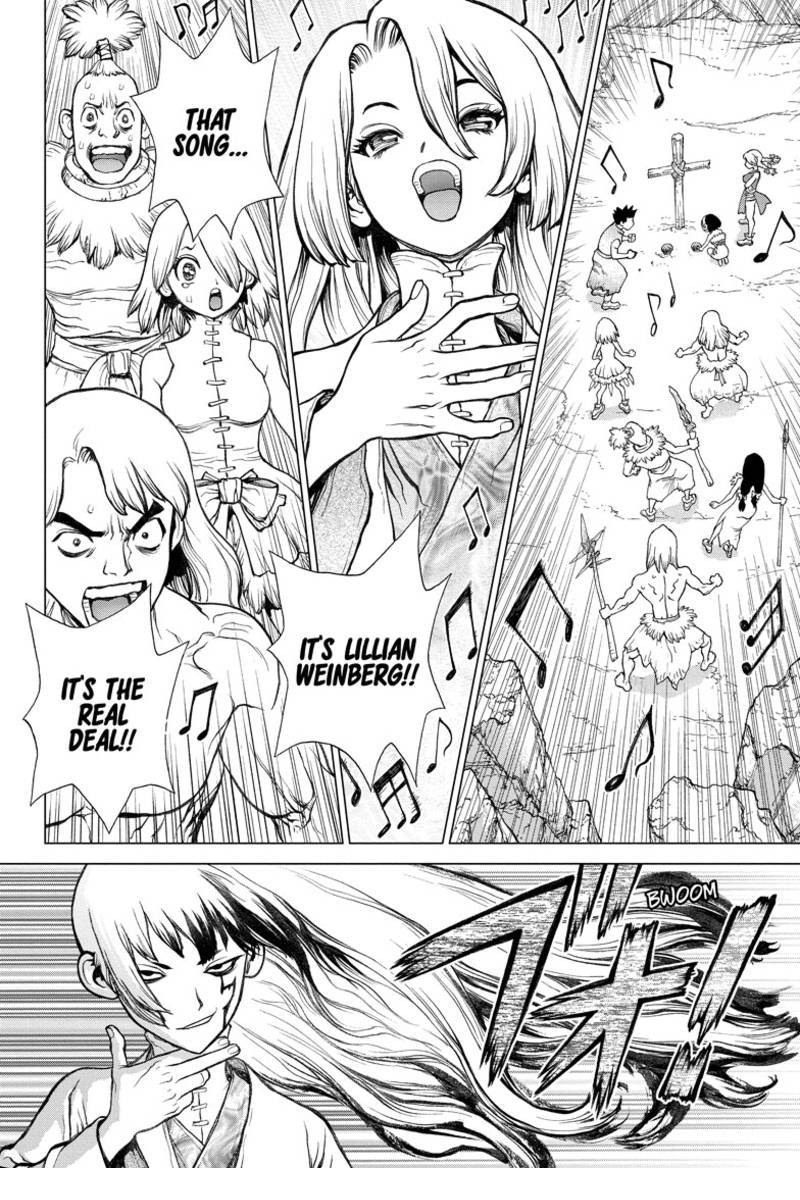 THAT
SONG...
IT'S LILLIAN
WEINBERG!!
IT'S THE
REAL
DEAL!!
BWOOM
ブオ!